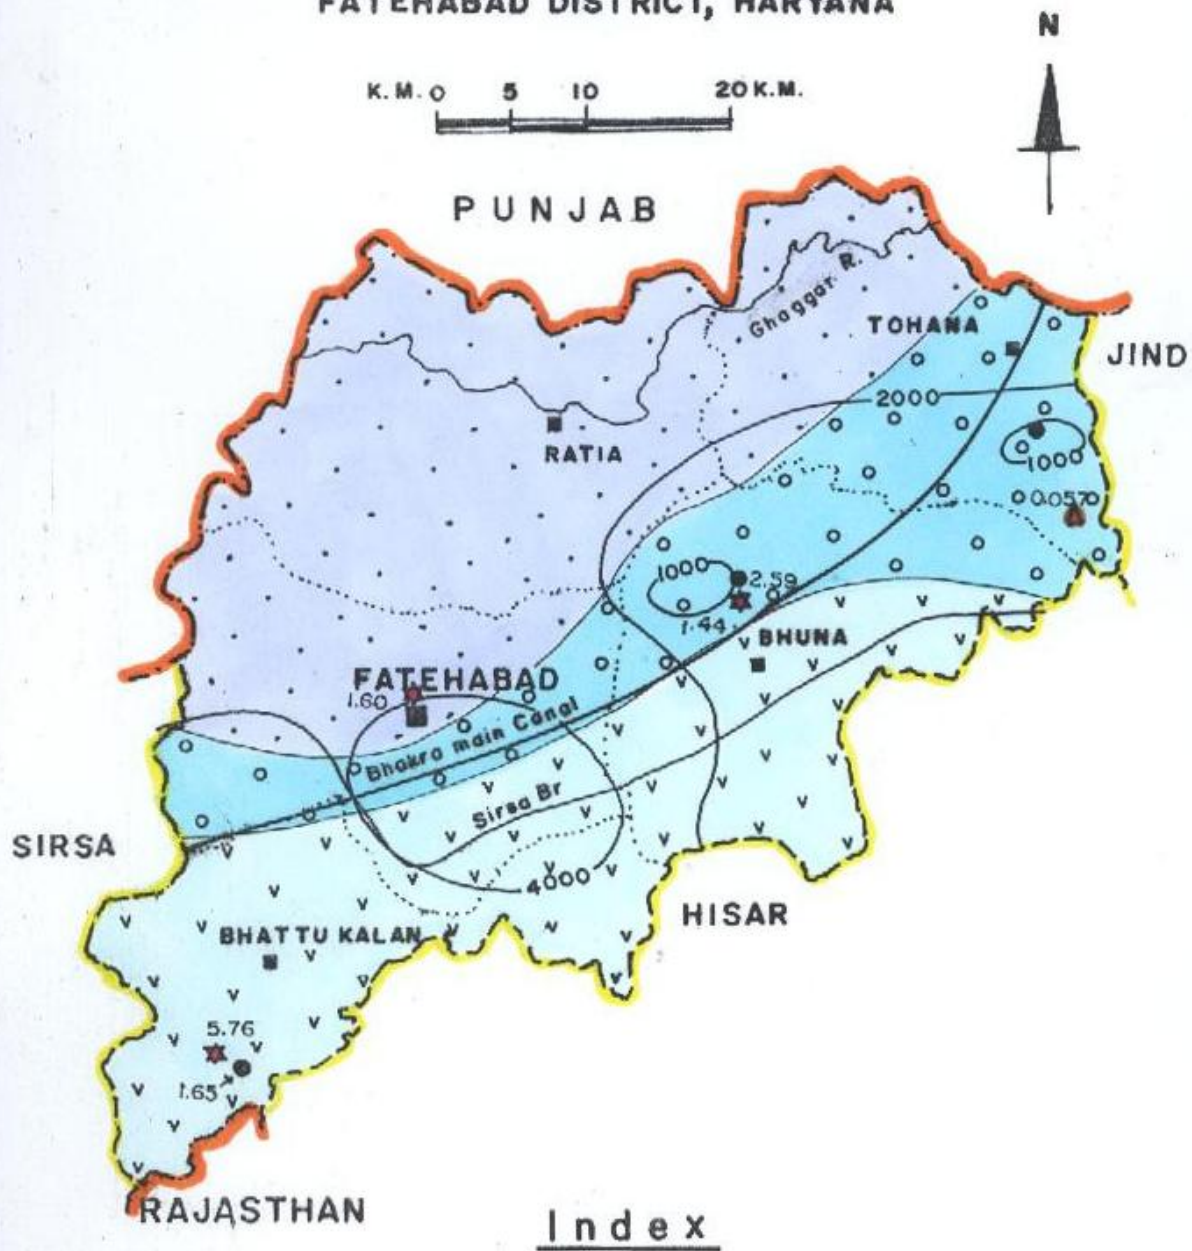 FATEHABAD DISTRICT, HARYANA
N
K.M. 0 5 10 20 K.M.
PUNJAB
Ghaggar R.
TOHANA
JIND
2000
RATIA
1000
0.057
1000
2.59
1.44
BHUNA
FATEHABAD
1.60
Bhakra main Canal
Sirsa Br
SIRSA
4000
HISAR
BHATTU KALAN
5.76
1.65
RAJASTHAN
Index